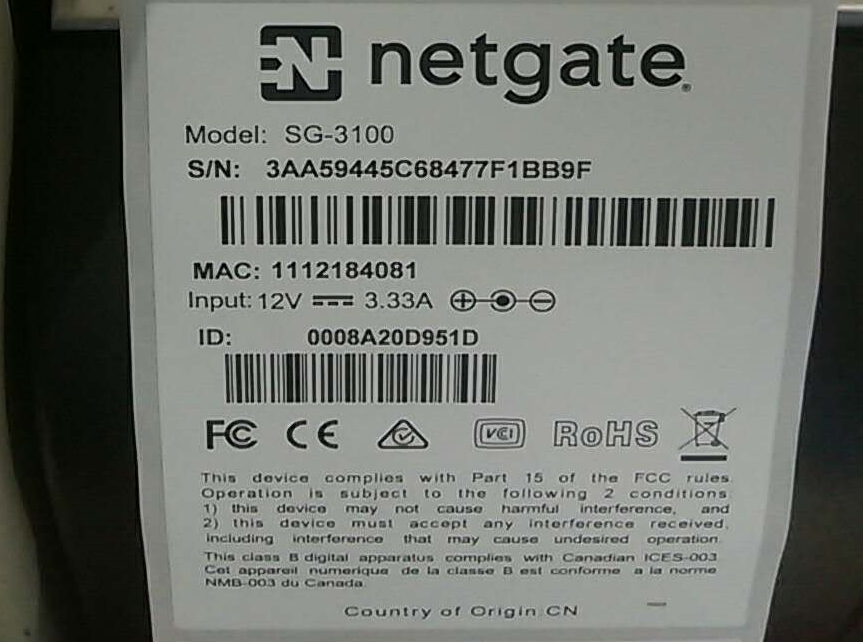 netgate
Model: SG-3100
S/N: 3AA59445C68477F1BB9F
MAC: 1112184081
Input: 12V 3.33A
ID: 0008A20D951D
FC CE VCI RoHS
This device complies with Part 15 of the FCC rules.
Operation is subject to the following 2 conditions
1) this device may not cause harmful interference, and
2) this device must accept any interference received,
including interference that may cause undesired operation.
This class B digital apparatus complies with Canadian ICES-003.
Cet appareil numerique de la classe B est conforme a la norme
NMB-003 du Canada.
Country of Origin:CN